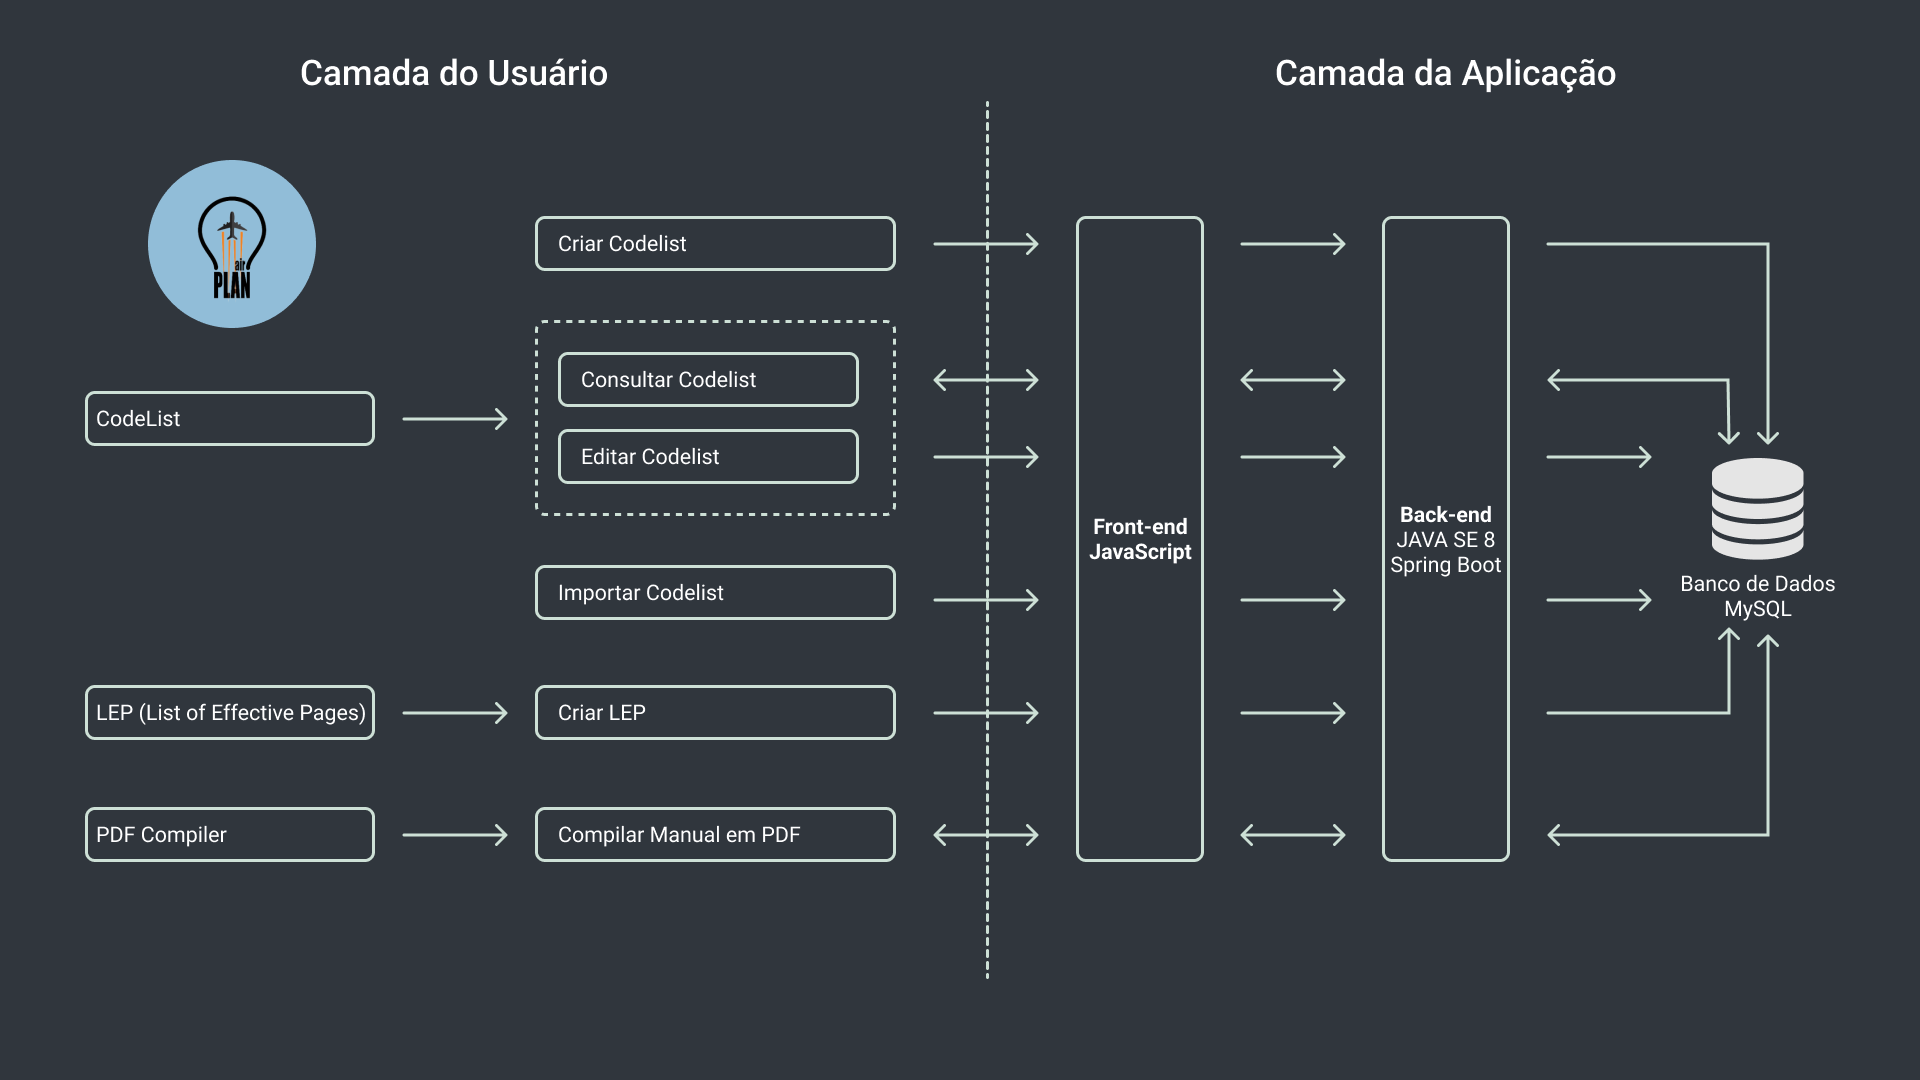 Camada do Usuário
Camada da Aplicação
air
PLAN
Criar Codelist
Consultar Codelist
CodeList
Editar Codelist
Importar Codelist
LEP (List of Effective Pages)
Criar LEP
PDF Compiler
Compilar Manual em PDF
Front-end
JavaScript
Back-end
JAVA SE 8
Spring Boot
Banco de Dados
MySQL